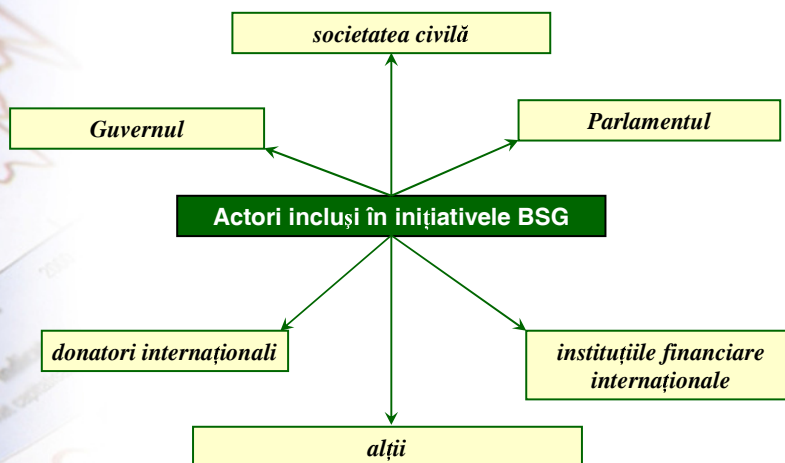 societatea civilă
Guvernul
Parlamentul
Actori incluși în inițiativele BSG
donatori internaționali
instituțiile financiare
internaționale
alții